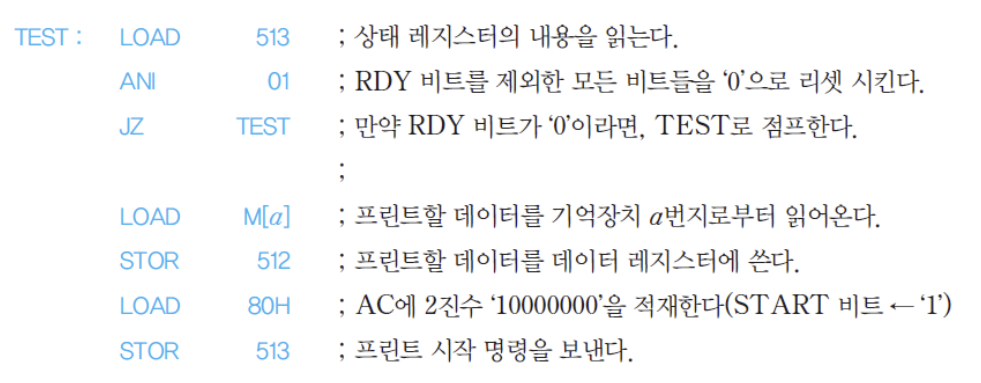 TEST : LOAD 513 ; 상태 레지스터의 내용을 읽는다.
ANI 01 ; RDY 비트를 제외한 모든 비트들을 ‘0’으로 리셋 시킨다.
JZ TEST ; 만약 RDY 비트가 ‘0’이라면, TEST로 점프한다.
;
LOAD M[a] ; 프린트할 데이터를 기억장치 a번지로부터 읽어온다.
STOR 512 ; 프린트할 데이터를 데이터 레지스터에 쓴다.
LOAD 80H ; AC에 2진수 ‘10000000’을 적재한다(START 비트 ← ‘1’)
STOR 513 ; 프린트 시작 명령을 보낸다.